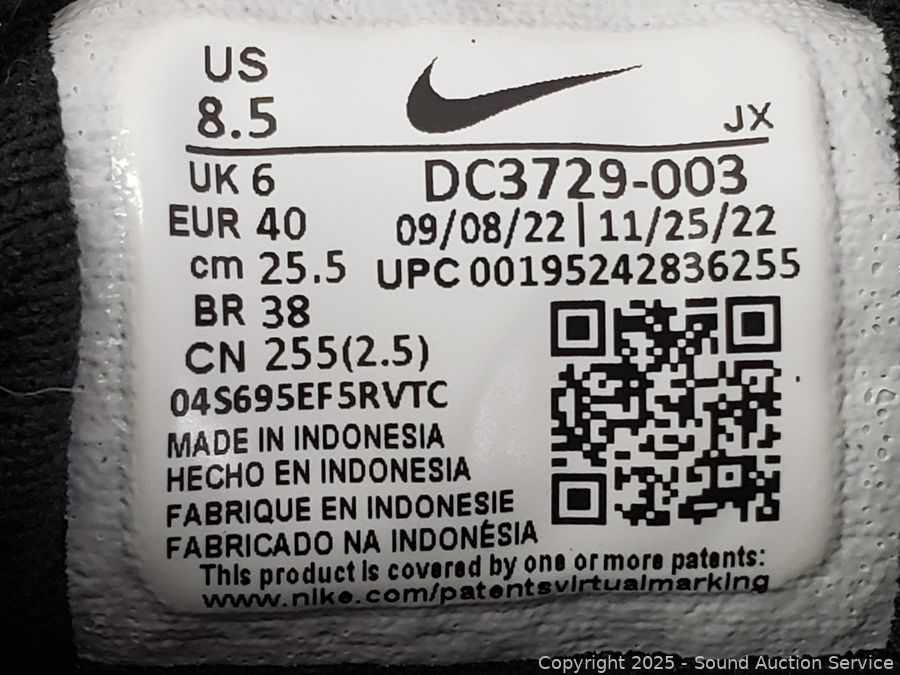 US
8.5
JX
UK 6
DC3729-003
EUR 40
09/08/22 | 11/25/22
cm 25.5
UPC 00195242836255
BR 38
CN 255(2.5)
04S695EF5RVTC
MADE IN INDONESIA
HECHO EN INDONESIA
FABRIQUE EN INDONESIE
FABRICADO NA INDONÉSIA
This product is covered by one or more patents:
www.nike.com/patentsvirtualmarking
Copyright 2025 - Sound Auction Service